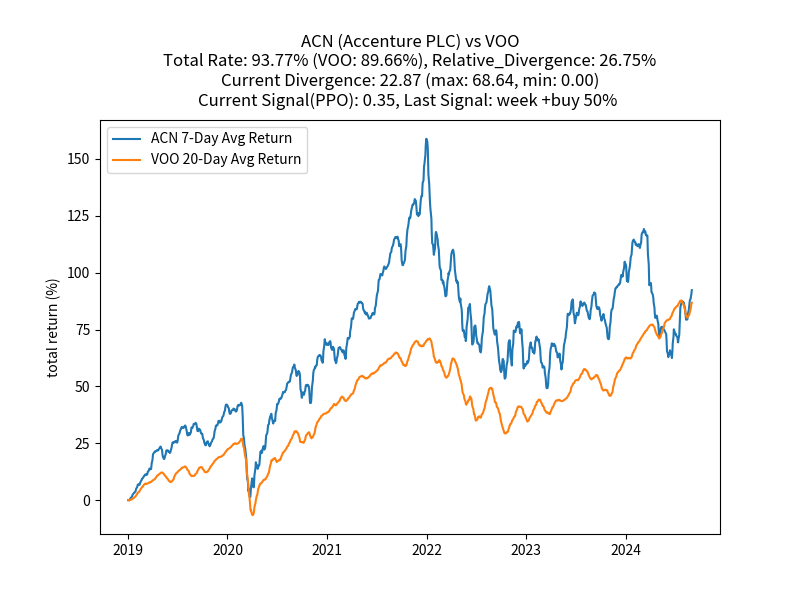 ACN (Accenture PLC) vs VOO
Total Rate: 93.77% (VOO: 89.66%), Relative_Divergence: 26.75%
Current Divergence: 22.87 (max: 68.64, min: 0.00)
Current Signal(PPO): 0.35, Last Signal: week +buy 50%
ACN 7-Day Avg Return
VOO 20-Day Avg Return
total return (%)
150
125
100
75
50
25
0
2019 2020 2021 2022 2023 2024